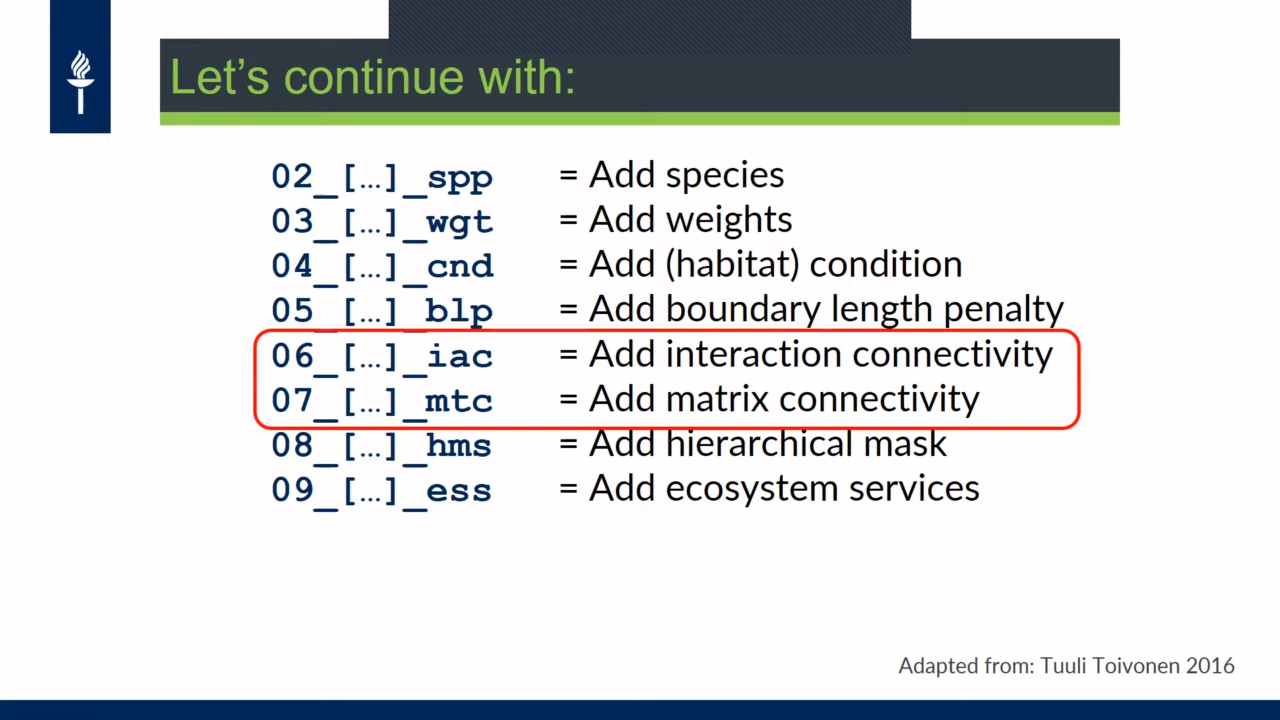 Let's continue with:
02_[…]_spp = Add species
03_[…]_wgt = Add weights
04_[…]_cnd = Add (habitat) condition
05_[…]_blp = Add boundary length penalty
06_[…]_iac = Add interaction connectivity
07_[…]_mtc = Add matrix connectivity
08_[…]_hms = Add hierarchical mask
09_[…]_ess = Add ecosystem services
Adapted from: Tuuli Toivonen 2016